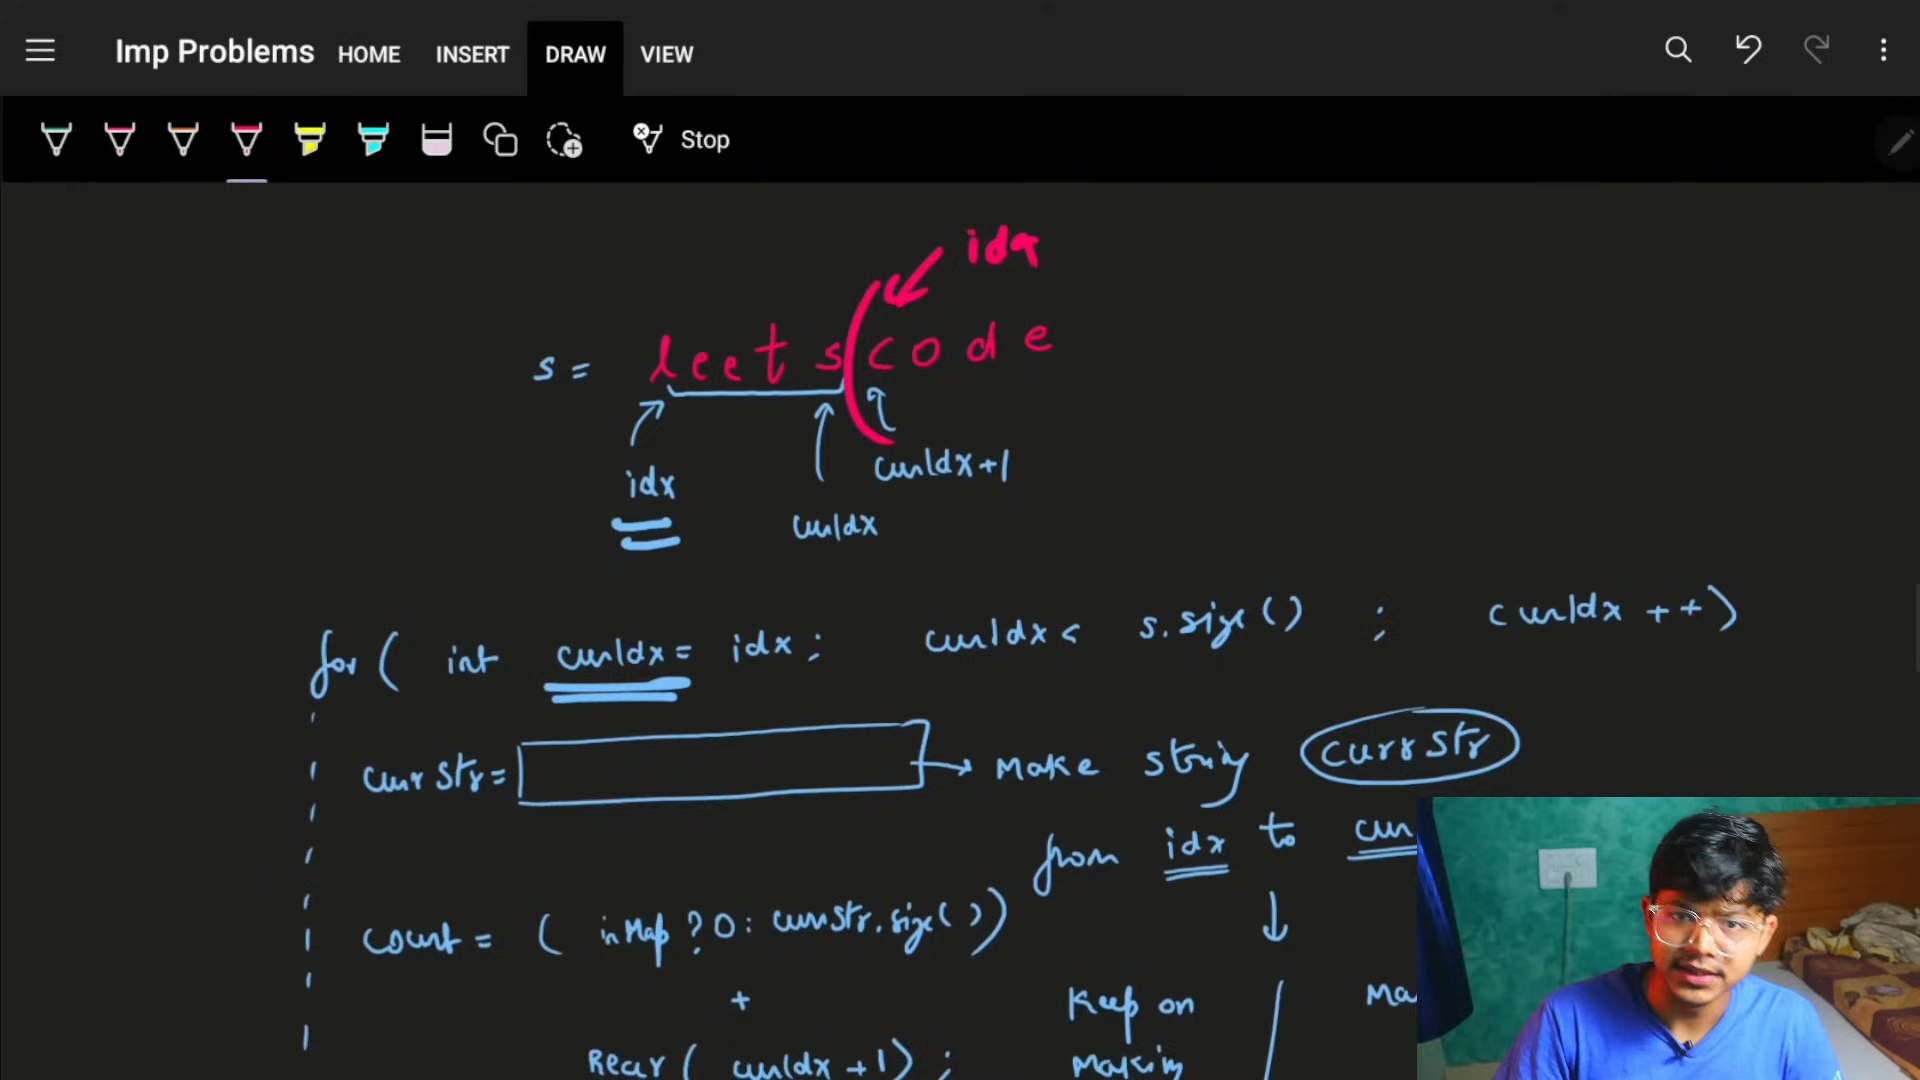 Imp Problems HOME INSERT DRAW VIEW
Stop
idx
s = leetscode
idx
currIdx
currIdx+1
for ( int currIdx = idx ; currIdx < s.size() ; currIdx ++ )
currStr = → Make string currStr
from idx to
count = ( inMap ? 0 : currStr.size() )
+
Keep on
Recur ( currIdx +1 ) ; Making